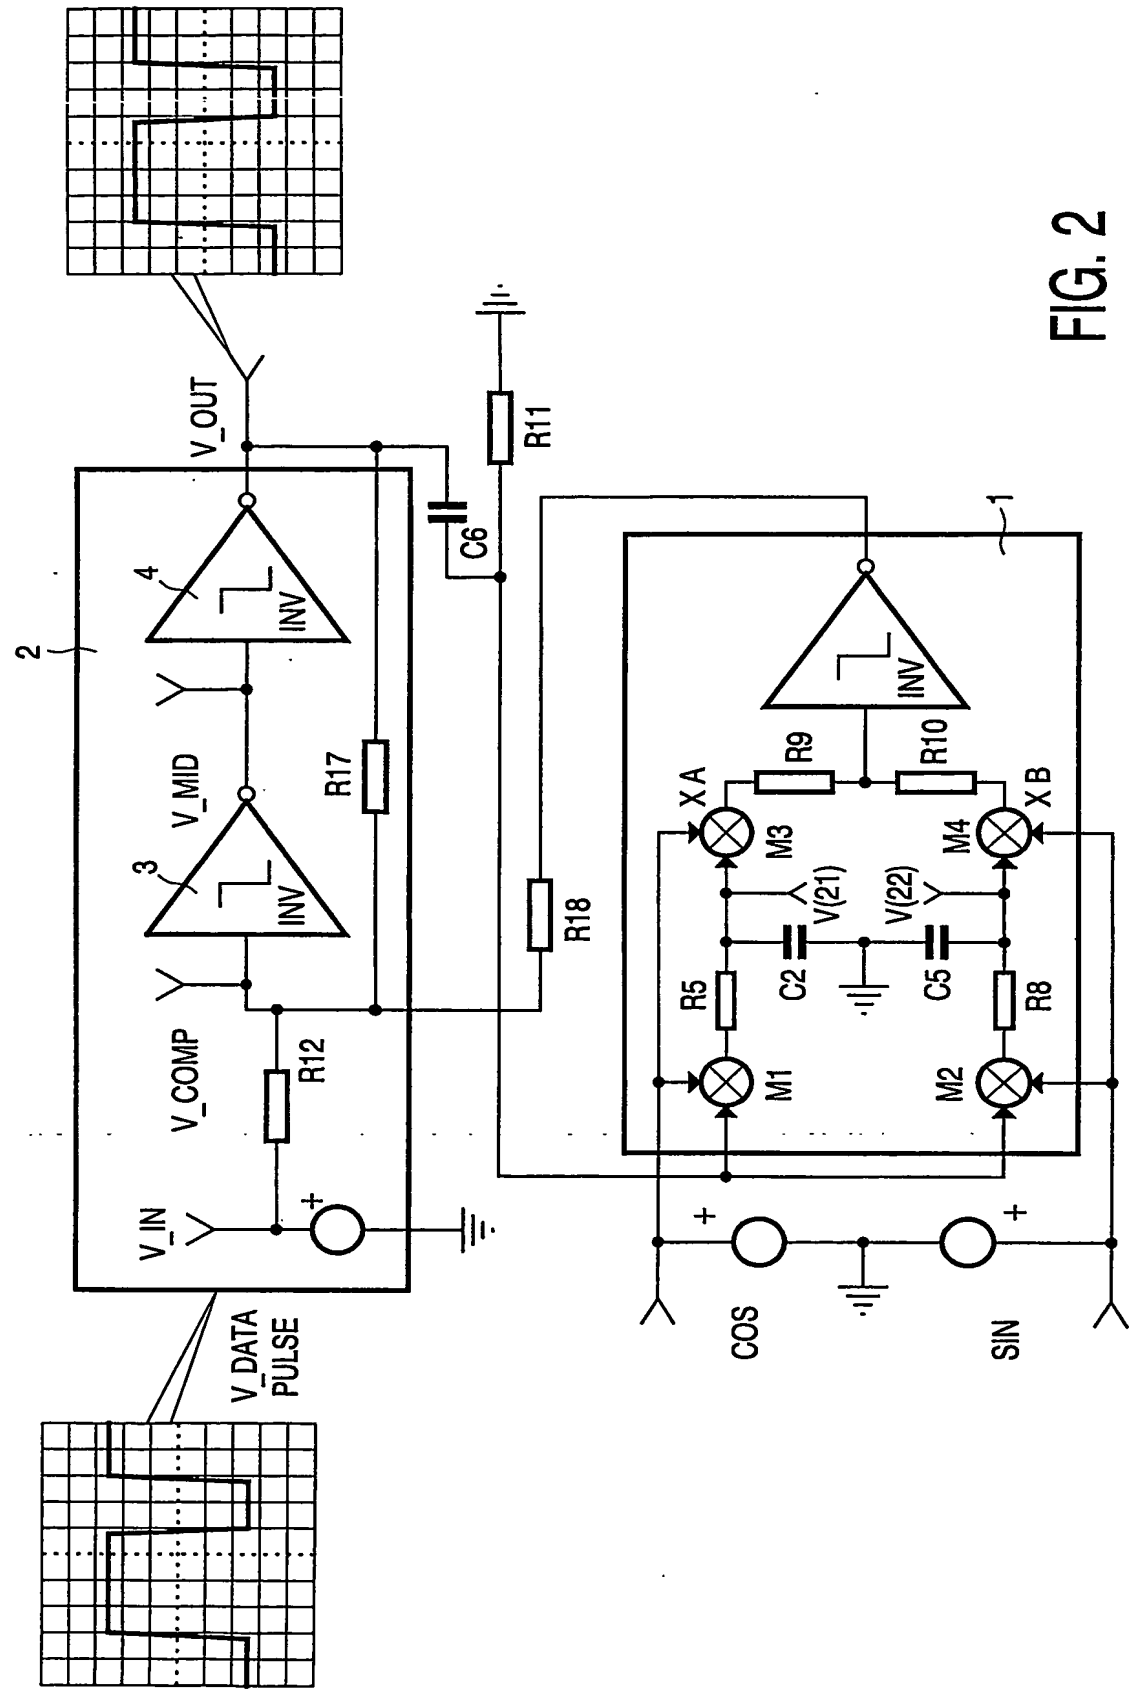 2
4
3
V_IN
V_COMP
V_MID
V_OUT
INV
INV
R12
R17
V_DATA
PULSE
+
C6
R11
R18
1
COS
+
SIN
+
M1
R5
C2
V(21)
M3
X A
R9
INV
M2
R8
C5
V(22)
M4
X B
R10
FIG. 2